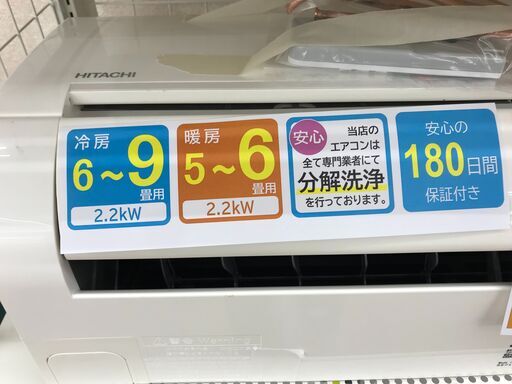 HITACHI
冷房
6～9
畳用
2.2kW
暖房
5～6
畳用
2.2kW
安心
当店の
エアコンは
全て専門業者にて
分解洗浄
を行っております。
安心の
180日間
保証付き
警告 Warning